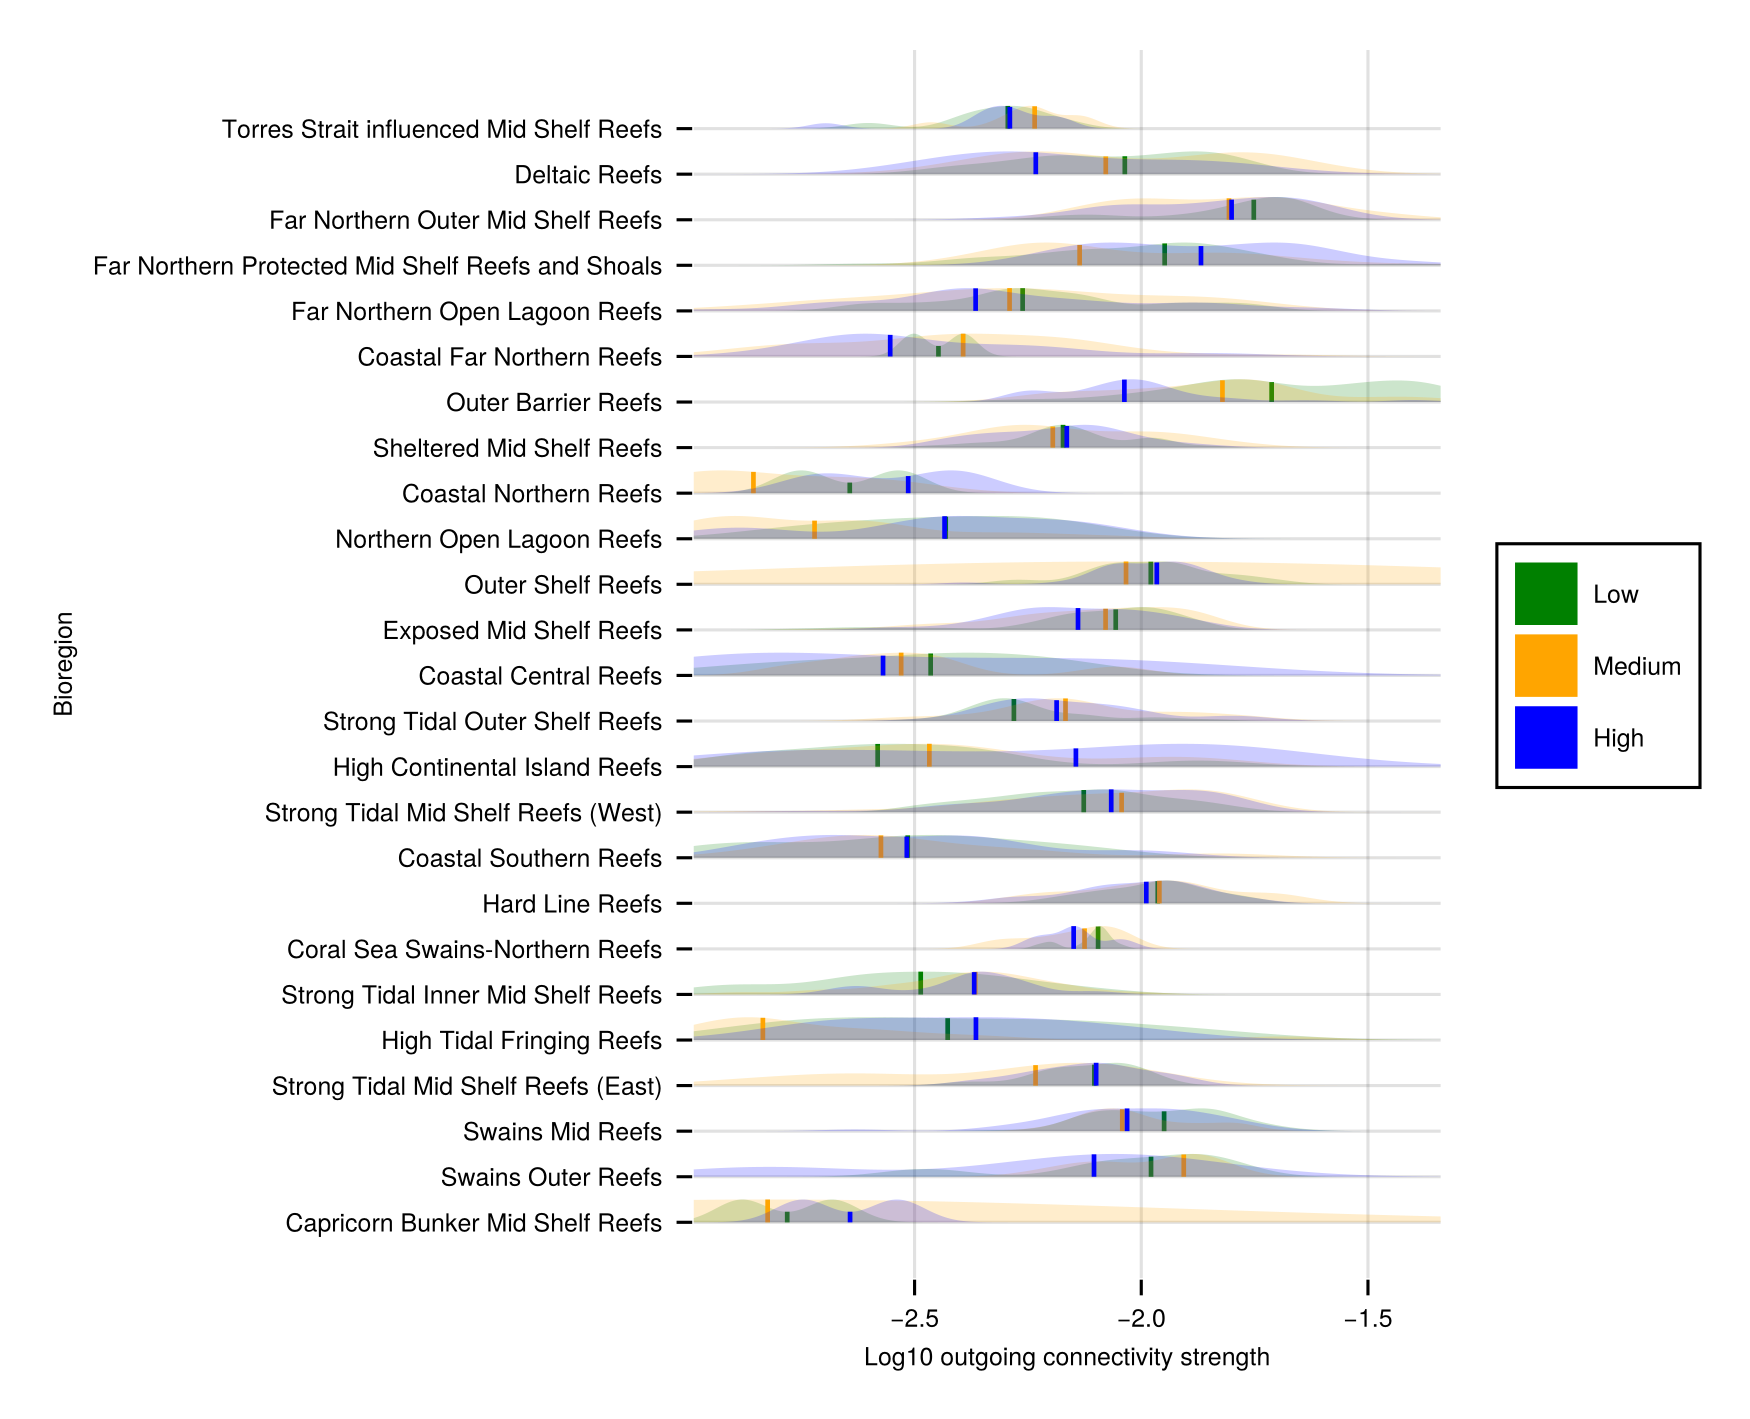 Torres Strait influenced Mid Shelf Reefs
Deltaic Reefs
Far Northern Outer Mid Shelf Reefs
Far Northern Protected Mid Shelf Reefs and Shoals
Far Northern Open Lagoon Reefs
Coastal Far Northern Reefs
Outer Barrier Reefs
Sheltered Mid Shelf Reefs
Coastal Northern Reefs
Northern Open Lagoon Reefs
Outer Shelf Reefs
Exposed Mid Shelf Reefs
Coastal Central Reefs
Strong Tidal Outer Shelf Reefs
High Continental Island Reefs
Strong Tidal Mid Shelf Reefs (West)
Coastal Southern Reefs
Hard Line Reefs
Coral Sea Swains-Northern Reefs
Strong Tidal Inner Mid Shelf Reefs
High Tidal Fringing Reefs
Strong Tidal Mid Shelf Reefs (East)
Swains Mid Reefs
Swains Outer Reefs
Capricorn Bunker Mid Shelf Reefs
Bioregion
−2.5 −2.0 −1.5
Log10 outgoing connectivity strength
Low
Medium
High